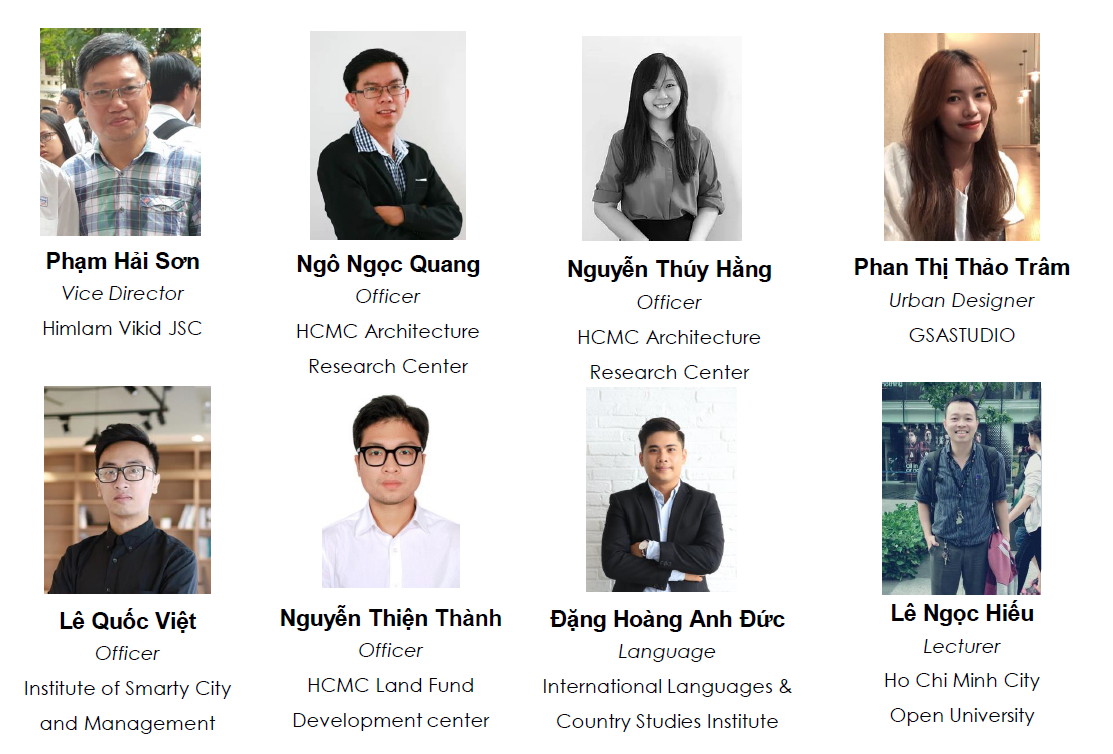 Phạm Hải Sơn
Vice Director
Himlam Vikid JSC
Ngô Ngọc Quang
Officer
HCMC Architecture
Research Center
Nguyễn Thúy Hằng
Officer
HCMC Architecture
Research Center
Phan Thị Thảo Trâm
Urban Designer
GSASTUDIO
Lê Quốc Việt
Officer
Institute of Smarty City
and Management
Nguyễn Thiện Thành
Officer
HCMC Land Fund
Development center
Đặng Hoàng Anh Đức
Language
International Languages &
Country Studies Institute
Lê Ngọc Hiếu
Lecturer
Ho Chi Minh City
Open University